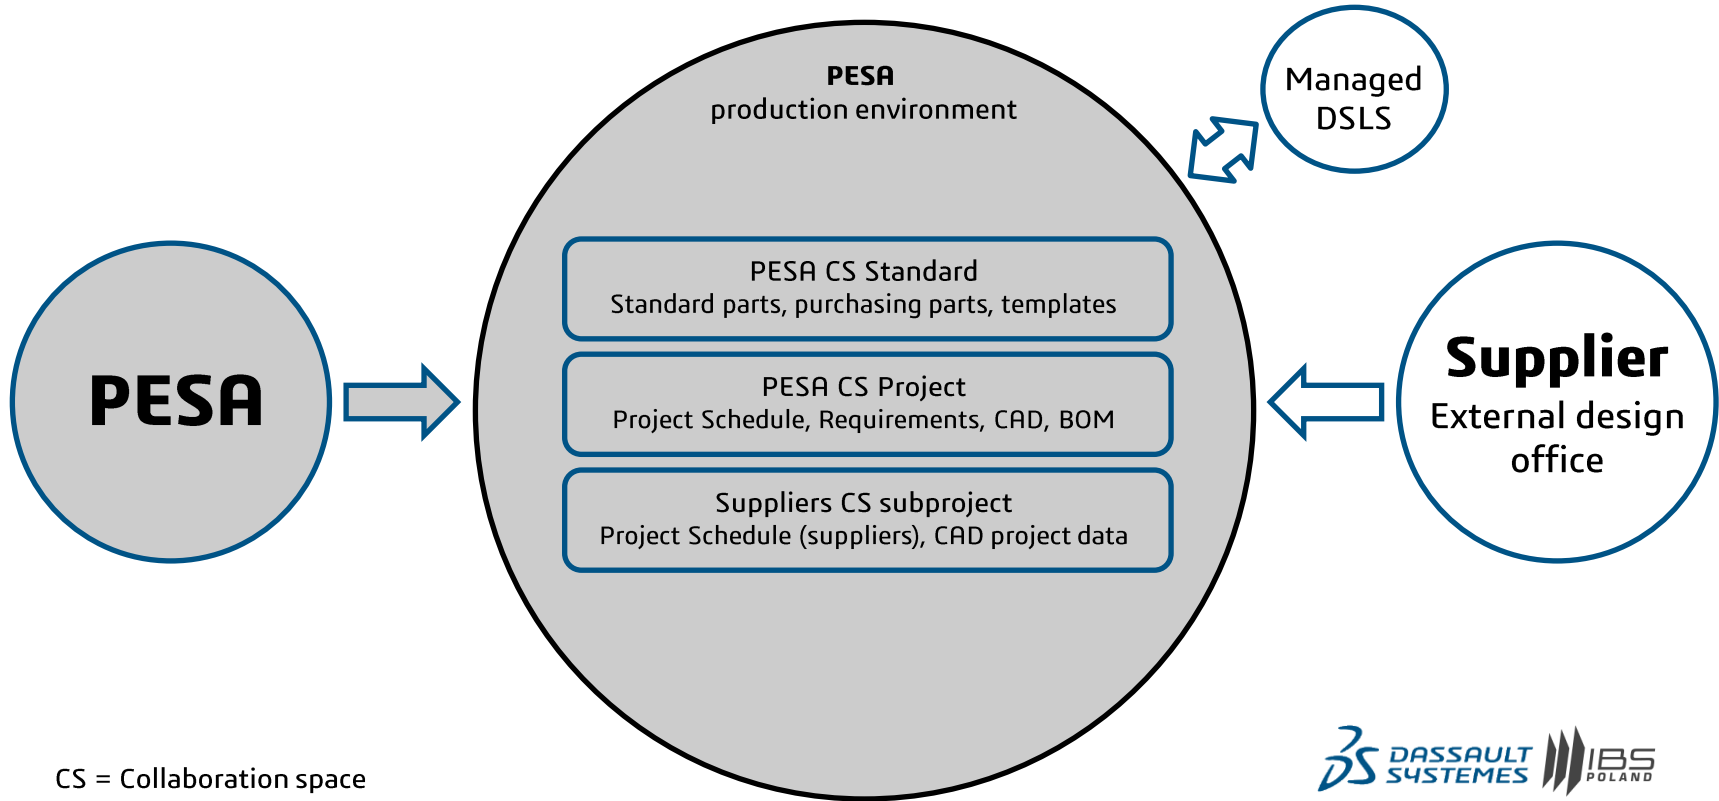 PESA
production environment
Managed
DSLS
PESA CS Standard
Standard parts, purchasing parts, templates
PESA CS Project
Project Schedule, Requirements, CAD, BOM
Suppliers CS subproject
Project Schedule (suppliers), CAD project data
PESA
Supplier
External design
office
CS = Collaboration space
3DS DASSAULT
SYSTEMES
IBS
POLAND